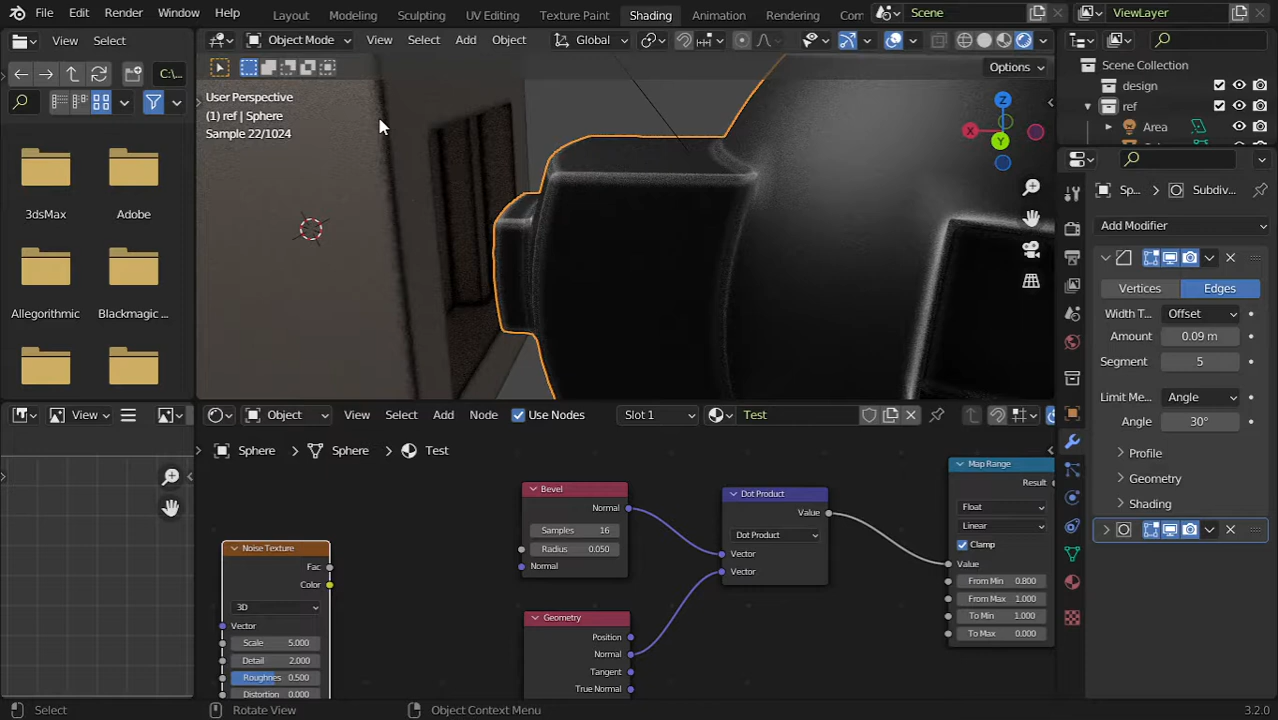 File Edit Render Window Help Layout Modeling Sculpting UV Editing Texture Paint Shading Animation Rendering Com Scene ViewLayer
View Select Object Mode View Select Add Object Global
Options
C:\
User Perspective
(1) ref | Sphere
Sample 22/1024
Z
X
Y
3dsMax Adobe
Allegorithmic Blackmagic ...
Scene Collection
design
ref
Area
Sp... Subdiv...
Add Modifier
Vertices Edges
Width T... Offset
Amount 0.09 m
Segment 5
Limit Me... Angle
Angle 30°
Profile
Geometry
Shading
View Object View Select Add Node Use Nodes Slot 1 Test
Sphere Sphere Test
Noise Texture
Fac
Color
3D
Vector
Scale 5.000
Detail 2.000
Roughness 0.500
Distortion 0.000
Bevel
Normal
Samples 16
Radius 0.050
Normal
Geometry
Position
Normal
Tangent
True Normal
Dot Product
Value
Dot Product
Vector
Vector
Map Range
Result
Float
Linear
Clamp
Value
From Min 0.800
From Max 1.000
To Min 1.000
To Max 0.000
Select Rotate View Object Context Menu 3.2.0